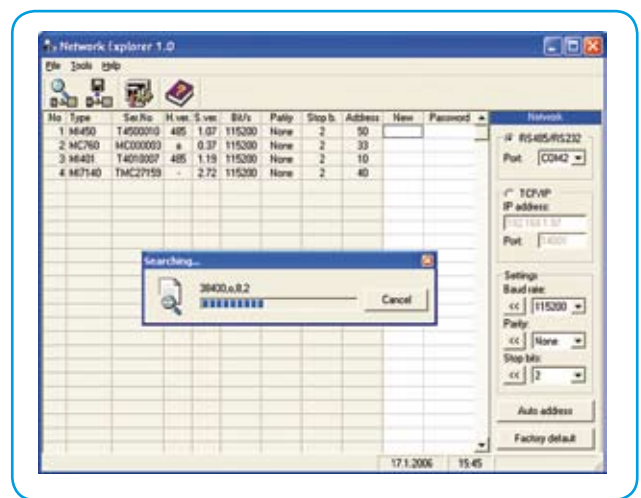 Network Explorer 1.0
File Tools Help
No Type Ser.No H.ver. S.ver. Bit/s Parity Stop b. Address New Password
1 MI450 T4500010 485 1.07 115200 None 2 50
2 MC760 MC000003 a 0.37 115200 None 2 33
3 MI401 T4010007 485 1.19 115200 None 2 10
4 MI7140 TMC27159 - 2.72 115200 None 2 40
Searching...
38400,o,8,2
Cancel
Network
RS485/RS232
Port COM2
TCP/IP
IP address:
Port
Settings
Baud rate:
<< 115200
Parity:
<< None
Stop bits:
<< 2
Auto address
Factory default
17.1.2006 15:45